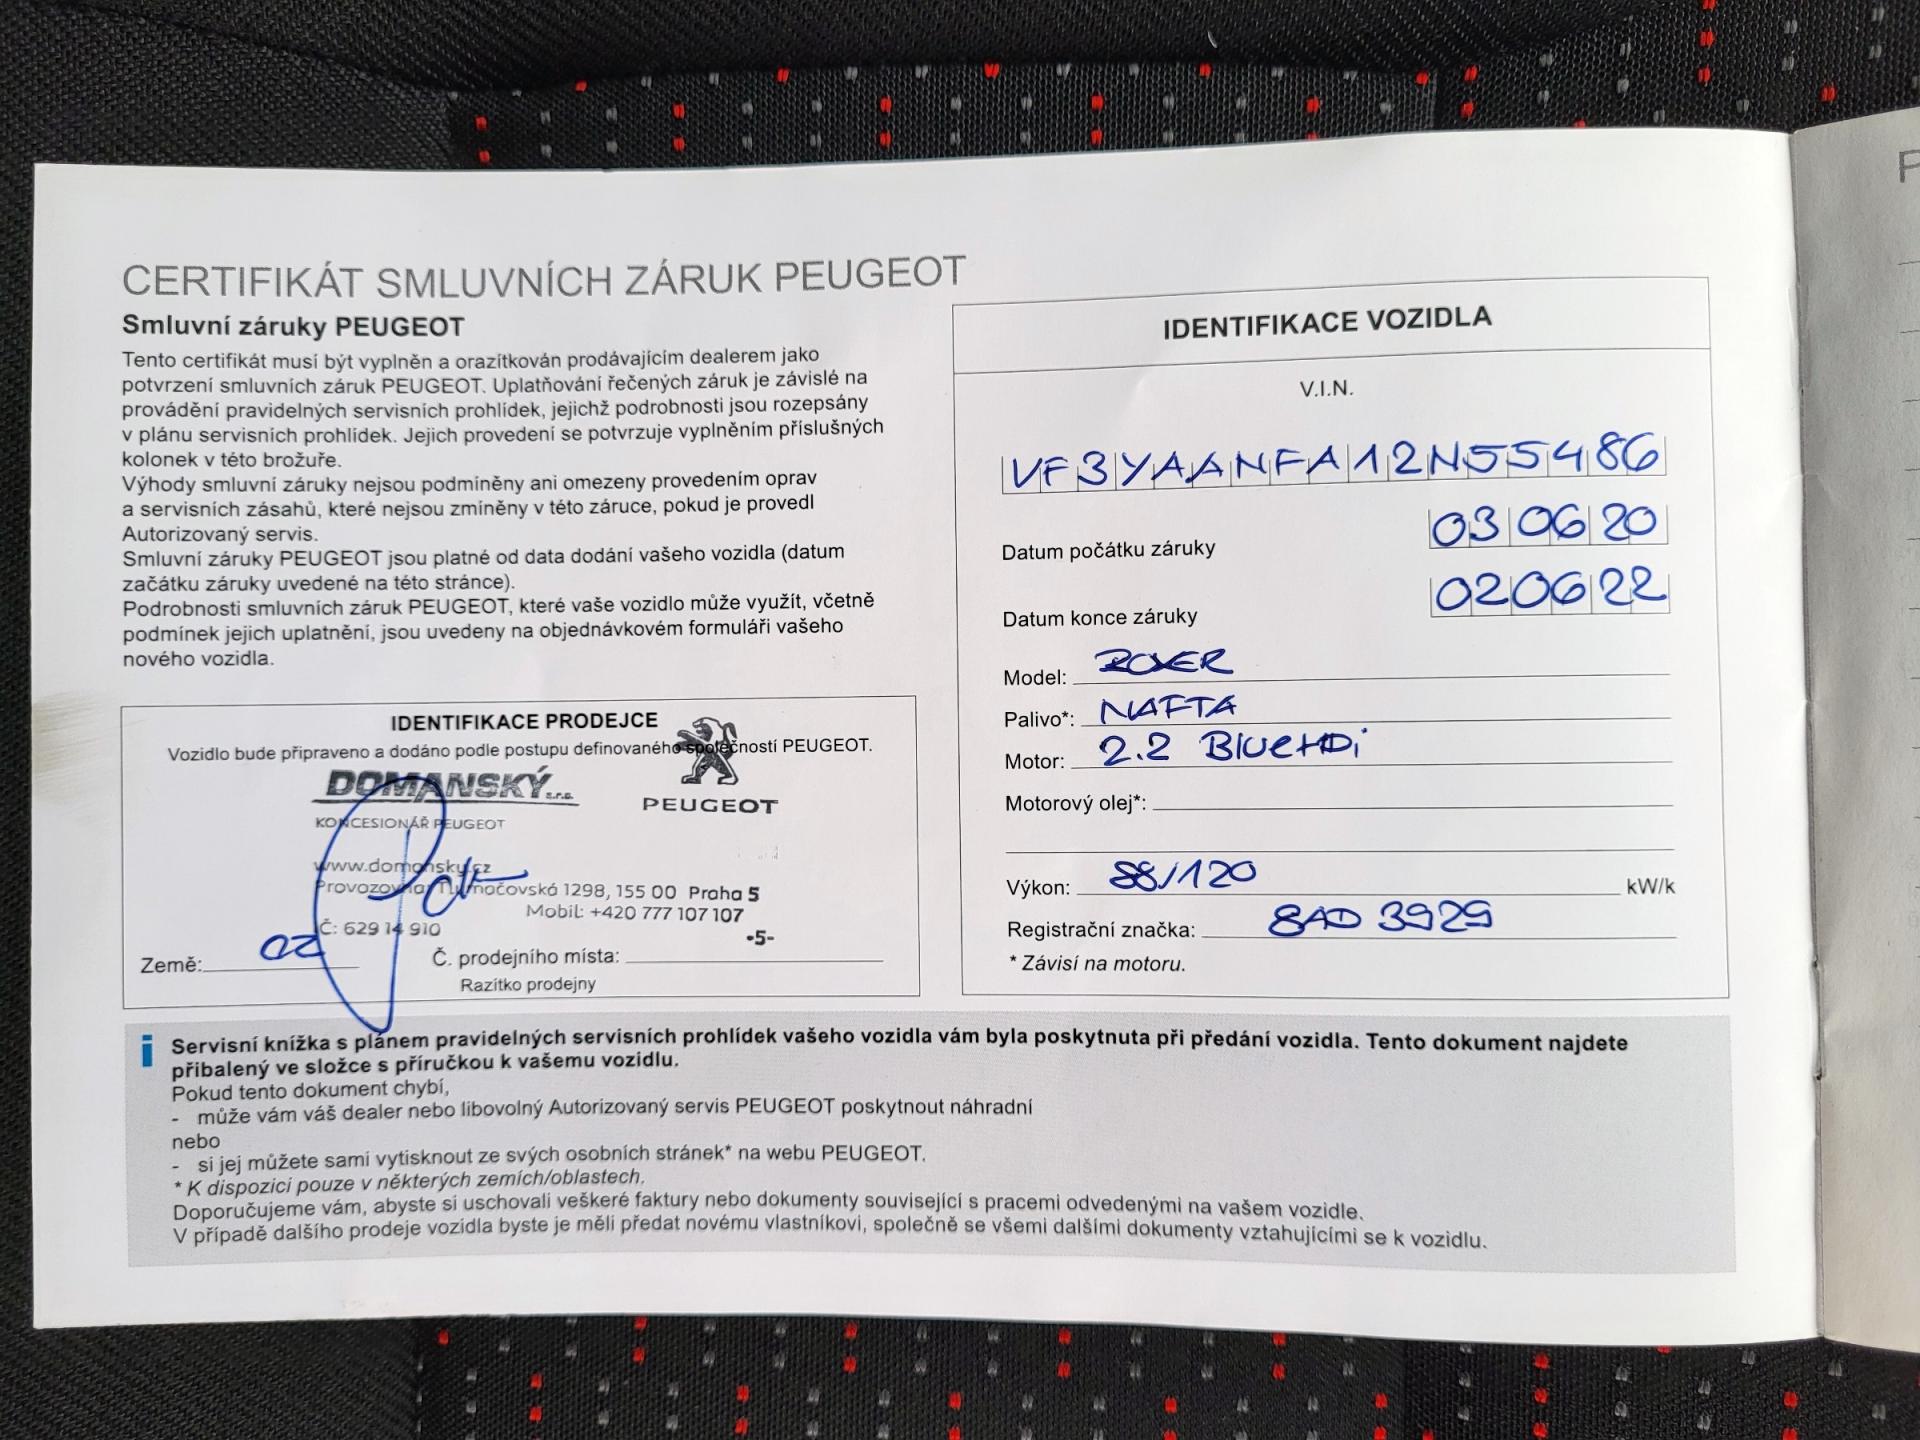 CERTIFIKÁT SMLUVNÍCH ZÁRUK PEUGEOT
Smluvní záruky PEUGEOT
Tento certifikát musí být vyplněn a orazítkován prodávajícím dealerem jako
potvrzení smluvních záruk PEUGEOT. Uplatňování řečených záruk je závislé na
provádění pravidelných servisních prohlídek, jejichž podrobnosti jsou rozepsány
v plánu servisních prohlídek. Jejich provedení se potvrzuje vyplněním příslušných
kolonek v této brožuře.
Výhody smluvní záruky nejsou podmíněny ani omezeny provedením oprav
a servisních zásahů, které nejsou zmíněny v této záruce, pokud je provedl
Autorizovaný servis.
Smluvní záruky PEUGEOT jsou platné od data dodání vašeho vozidla (datum
začátku záruky uvedené na této stránce).
Podrobnosti smluvních záruk PEUGEOT, které vaše vozidlo může využít, včetně
podmínek jejich uplatnění, jsou uvedeny na objednávkovém formuláři vašeho
nového vozidla.
IDENTIFIKACE PRODEJCE
Vozidlo bude připraveno a dodáno podle postupu definovaného společností PEUGEOT.
DOMANSKÝ s.r.o.
PEUGEOT
KONCESIONÁŘ PEUGEOT
www.domansky.cz
Provozovna: Tlumačovská 1298, 155 00 Praha 5
Mobil: +420 777 107 107
Č: 629 14 910
-5-
Země: CZ
Č. prodejního místa:
Razítko prodejny
IDENTIFIKACE VOZIDLA
V.I.N.
VF3YAANFA12N55486
Datum počátku záruky 03 06 20
Datum konce záruky 02 06 22
Model: BOXER
Palivo*: NAFTA
Motor: 2.2 BlueHDi
Motorový olej*:
Výkon: 88/120 kW/k
Registrační značka: 8AD 3929
* Závisí na motoru.
i
Servisní knížka s plánem pravidelných servisních prohlídek vašeho vozidla vám byla poskytnuta při předání vozidla. Tento dokument najdete
přibalený ve složce s příručkou k vašemu vozidlu.
Pokud tento dokument chybí,
- může vám váš dealer nebo libovolný Autorizovaný servis PEUGEOT poskytnout náhradní
nebo
- si jej můžete sami vytisknout ze svých osobních stránek* na webu PEUGEOT.
* K dispozici pouze v některých zemích/oblastech.
Doporučujeme vám, abyste si uschovali veškeré faktury nebo dokumenty související s pracemi odvedenými na vašem vozidle.
V případě dalšího prodeje vozidla byste je měli předat novému vlastníkovi, společně se všemi dalšími dokumenty vztahujícími se k vozidlu.